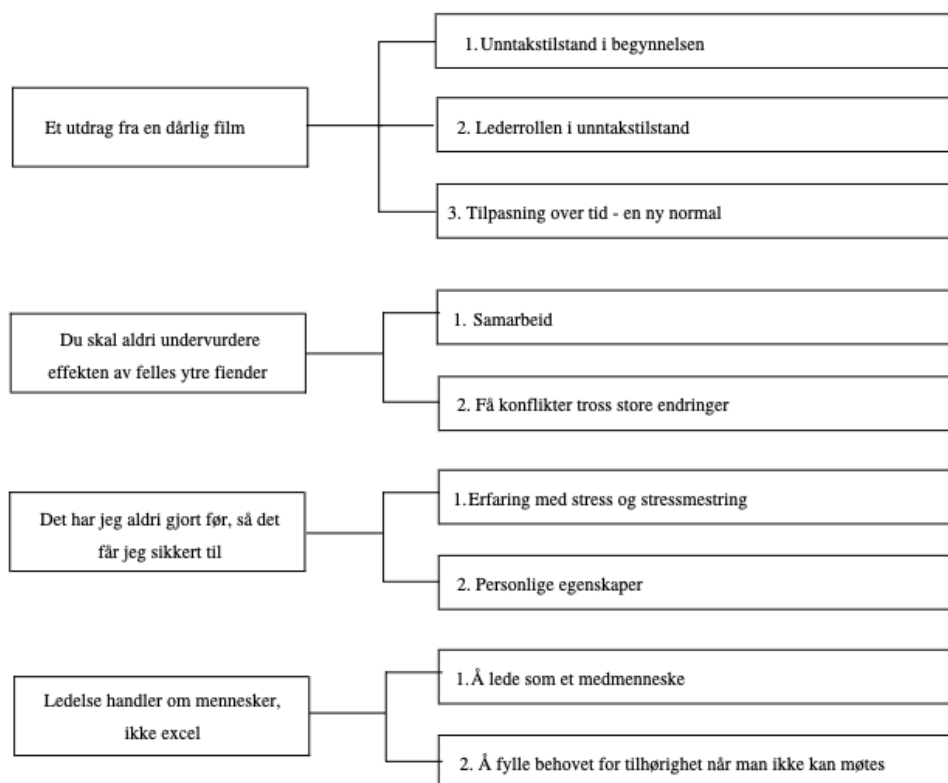 Et utdrag fra en dårlig film
1. Unntakstilstand i begynnelsen
2. Lederrollen i unntakstilstand
3. Tilpasning over tid - en ny normal
Du skal aldri undervurdere
effekten av felles ytre fiender
1. Samarbeid
2. Få konflikter tross store endringer
Det har jeg aldri gjort før, så det
får jeg sikkert til
1.Erfaring med stress og stressmestring
2. Personlige egenskaper
Ledelse handler om mennesker,
ikke excel
1.Å lede som et medmenneske
2. Å fylle behovet for tilhørighet når man ikke kan møtes